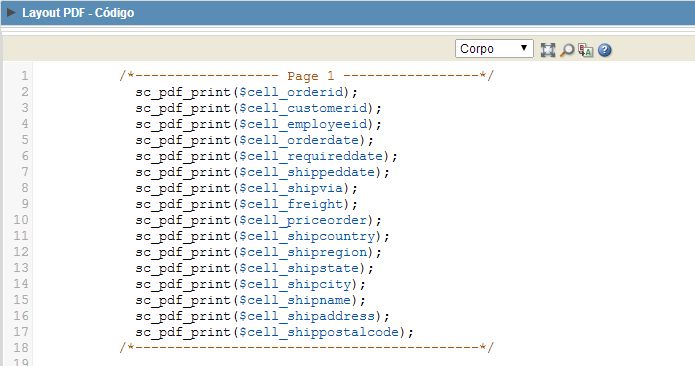 Layout PDF - Código
Corpo
1 /*------------------ Page 1 -----------------*/
2 sc_pdf_print($cell_orderid);
3 sc_pdf_print($cell_customerid);
4 sc_pdf_print($cell_employeeid);
5 sc_pdf_print($cell_orderdate);
6 sc_pdf_print($cell_requireddate);
7 sc_pdf_print($cell_shippeddate);
8 sc_pdf_print($cell_shipvia);
9 sc_pdf_print($cell_freight);
10 sc_pdf_print($cell_priceorder);
11 sc_pdf_print($cell_shipcountry);
12 sc_pdf_print($cell_shipregion);
13 sc_pdf_print($cell_shipstate);
14 sc_pdf_print($cell_shipcity);
15 sc_pdf_print($cell_shipname);
16 sc_pdf_print($cell_shipaddress);
17 sc_pdf_print($cell_shippostalcode);
18 /*-------------------------------------------*/
19